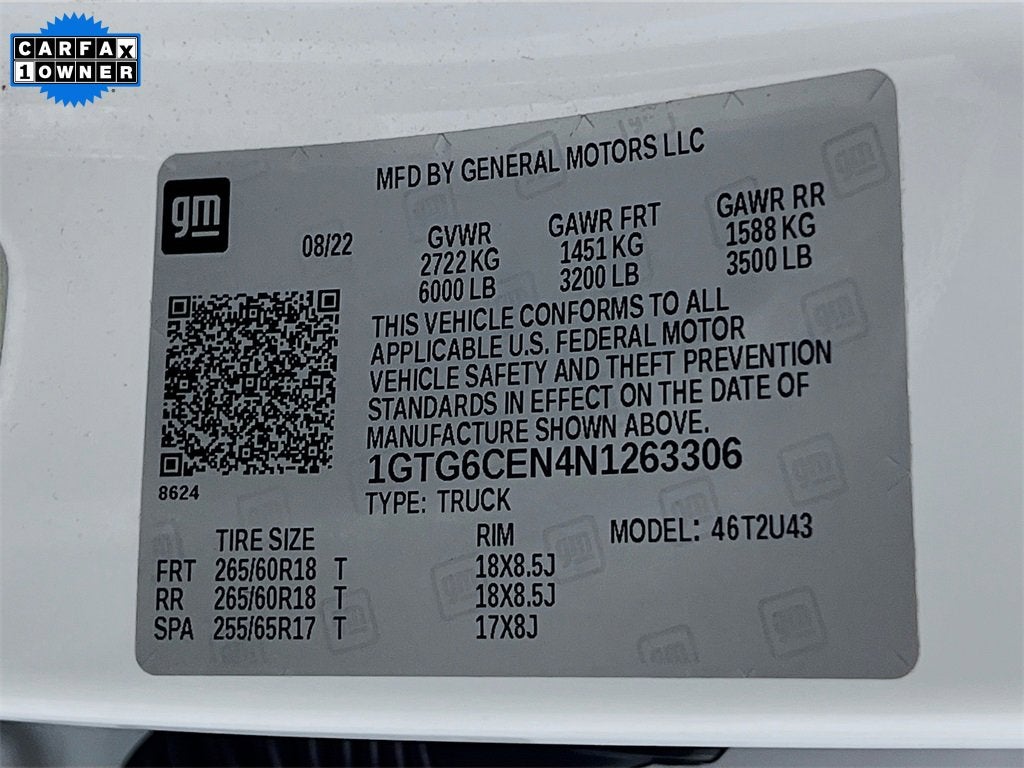 CARFAX
1 OWNER
MFD BY GENERAL MOTORS LLC
gm
08/22
GVWR
2722 KG
6000 LB
GAWR FRT
1451 KG
3200 LB
GAWR RR
1588 KG
3500 LB
THIS VEHICLE CONFORMS TO ALL
APPLICABLE U.S. FEDERAL MOTOR
VEHICLE SAFETY AND THEFT PREVENTION
STANDARDS IN EFFECT ON THE DATE OF
MANUFACTURE SHOWN ABOVE.
1GTG6CEN4N1263306
8624
TYPE: TRUCK
TIRE SIZE RIM MODEL: 46T2U43
FRT 265/60R18 T 18X8.5J
RR 265/60R18 T 18X8.5J
SPA 255/65R17 T 17X8J